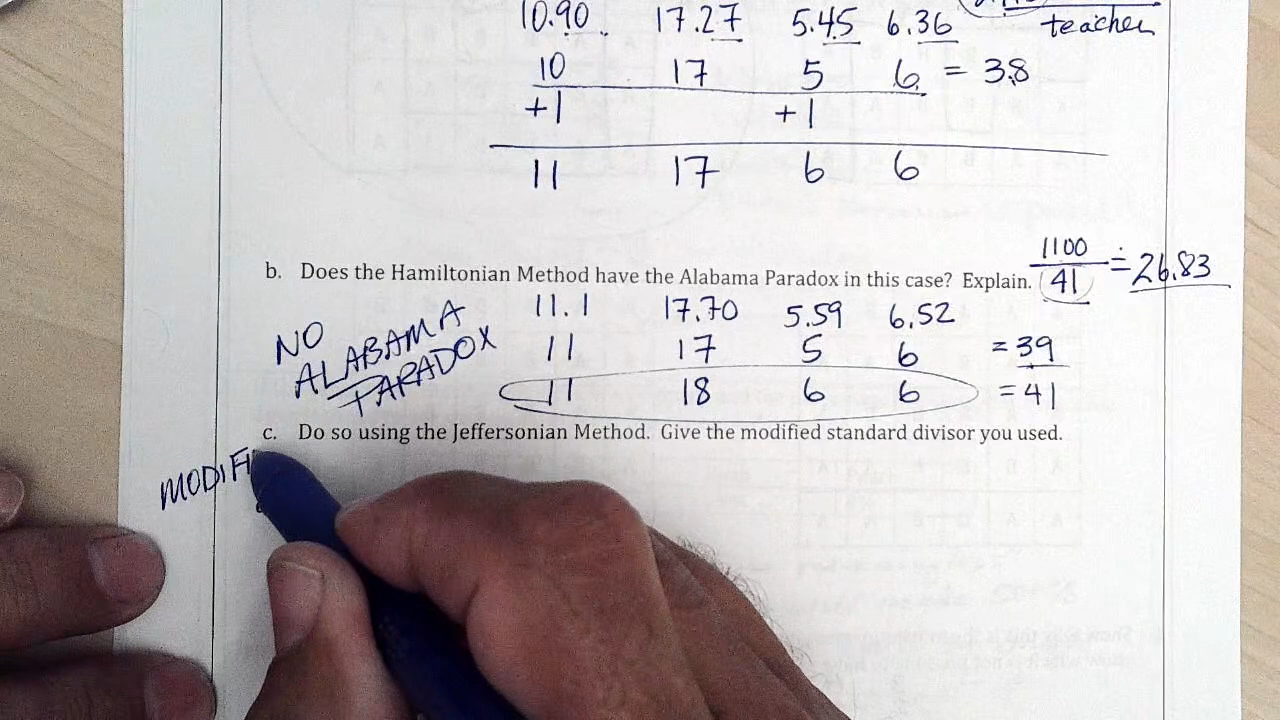 10.90 17.27 5.45 6.36 teacher
10 17 5 6 = 38
+1 +1
11 17 6 6
b. Does the Hamiltonian Method have the Alabama Paradox in this case? Explain. 1100/41 ≐ 26.83
11.1 17.70 5.59 6.52
NO ALABAMA PARADOX
11 17 5 6 = 39
11 18 6 6 = 41
c. Do so using the Jeffersonian Method. Give the modified standard divisor you used.
MODIFI